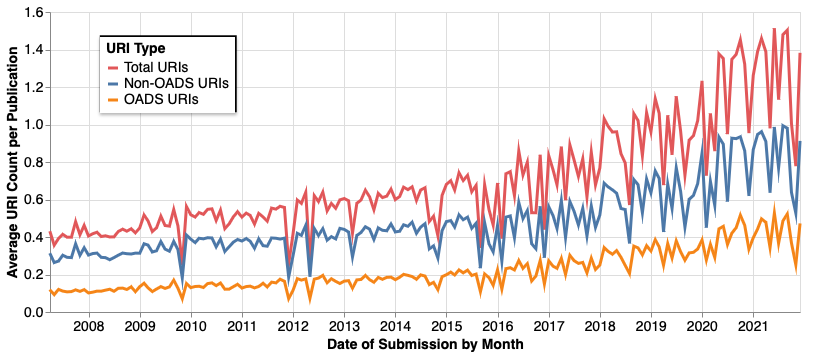 Average URI Count per Publication
1.6
1.4
1.2
1.0
0.8
0.6
0.4
0.2
0.0
URI Type
Total URIs
Non-OADS URIs
OADS URIs
2008 2009 2010 2011 2012 2013 2014 2015 2016 2017 2018 2019 2020 2021
Date of Submission by Month